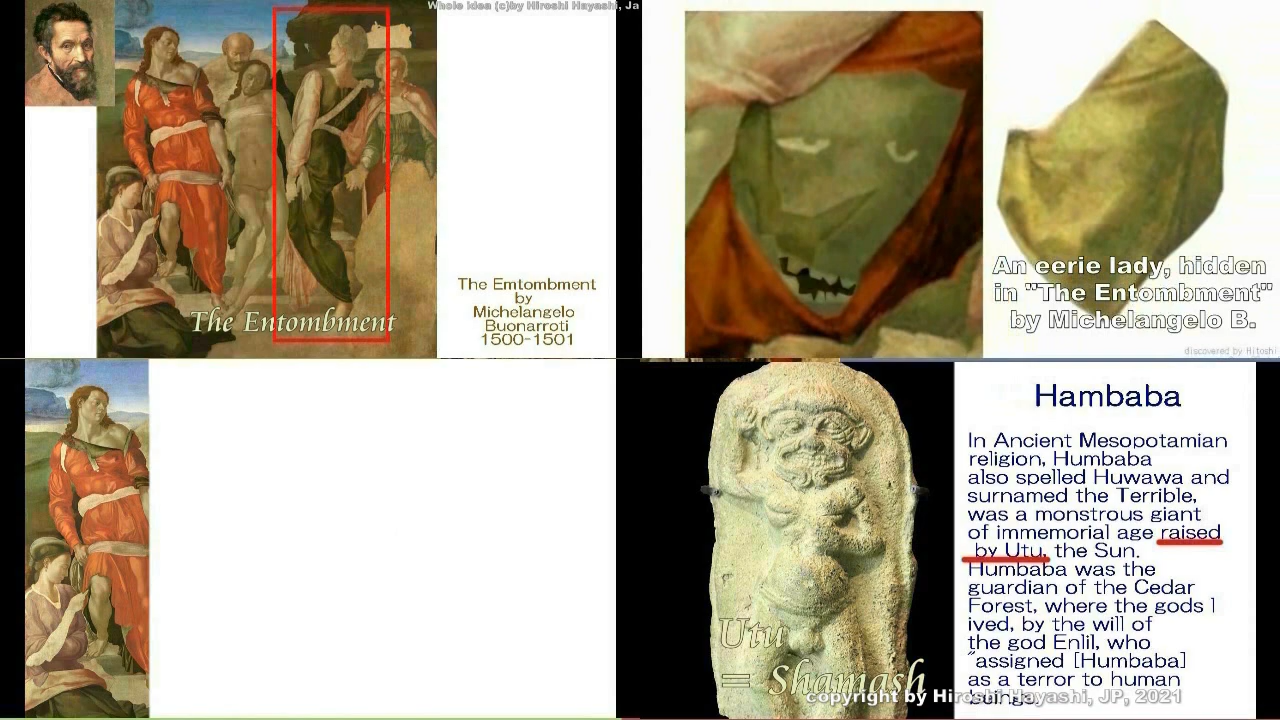 Whole idea (c)by Hiroshi Hayashi, Ja
The Entombment
The Emtombment
by
Michelangelo
Buonarroti
1500-1501
An eerie lady, hidden
in "The Entombment"
by Michelangelo B.
discovered by Hitoshi
Utu
= Shamash
Hambaba
In Ancient Mesopotamian
religion, Humbaba
also spelled Huwawa and
surnamed the Terrible,
was a monstrous giant
of immemorial age raised
by Utu, the Sun.
Humbaba was the
guardian of the Cedar
Forest, where the gods l
ived, by the will of
the god Enlil, who
"assigned [Humbaba]
as a terror to human
beings.
copyright by Hiroshi Hayashi, JP, 2021